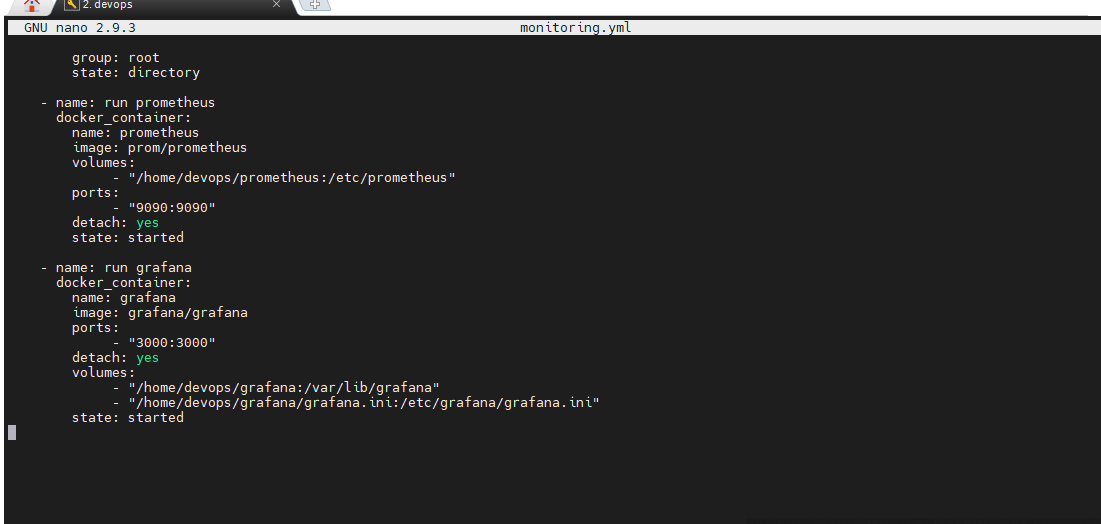 2. devops
GNU nano 2.9.3 monitoring.yml
group: root
state: directory
- name: run prometheus
docker_container:
name: prometheus
image: prom/prometheus
volumes:
- "/home/devops/prometheus:/etc/prometheus"
ports:
- "9090:9090"
detach: yes
state: started
- name: run grafana
docker_container:
name: grafana
image: grafana/grafana
ports:
- "3000:3000"
detach: yes
volumes:
- "/home/devops/grafana:/var/lib/grafana"
- "/home/devops/grafana/grafana.ini:/etc/grafana/grafana.ini"
state: started